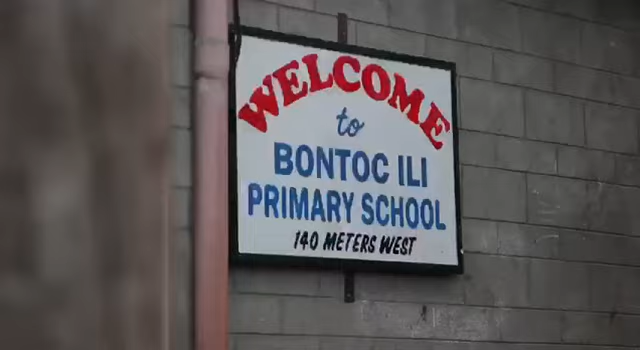 WELCOME
to
BONTOC ILI
PRIMARY SCHOOL
140 METERS WEST